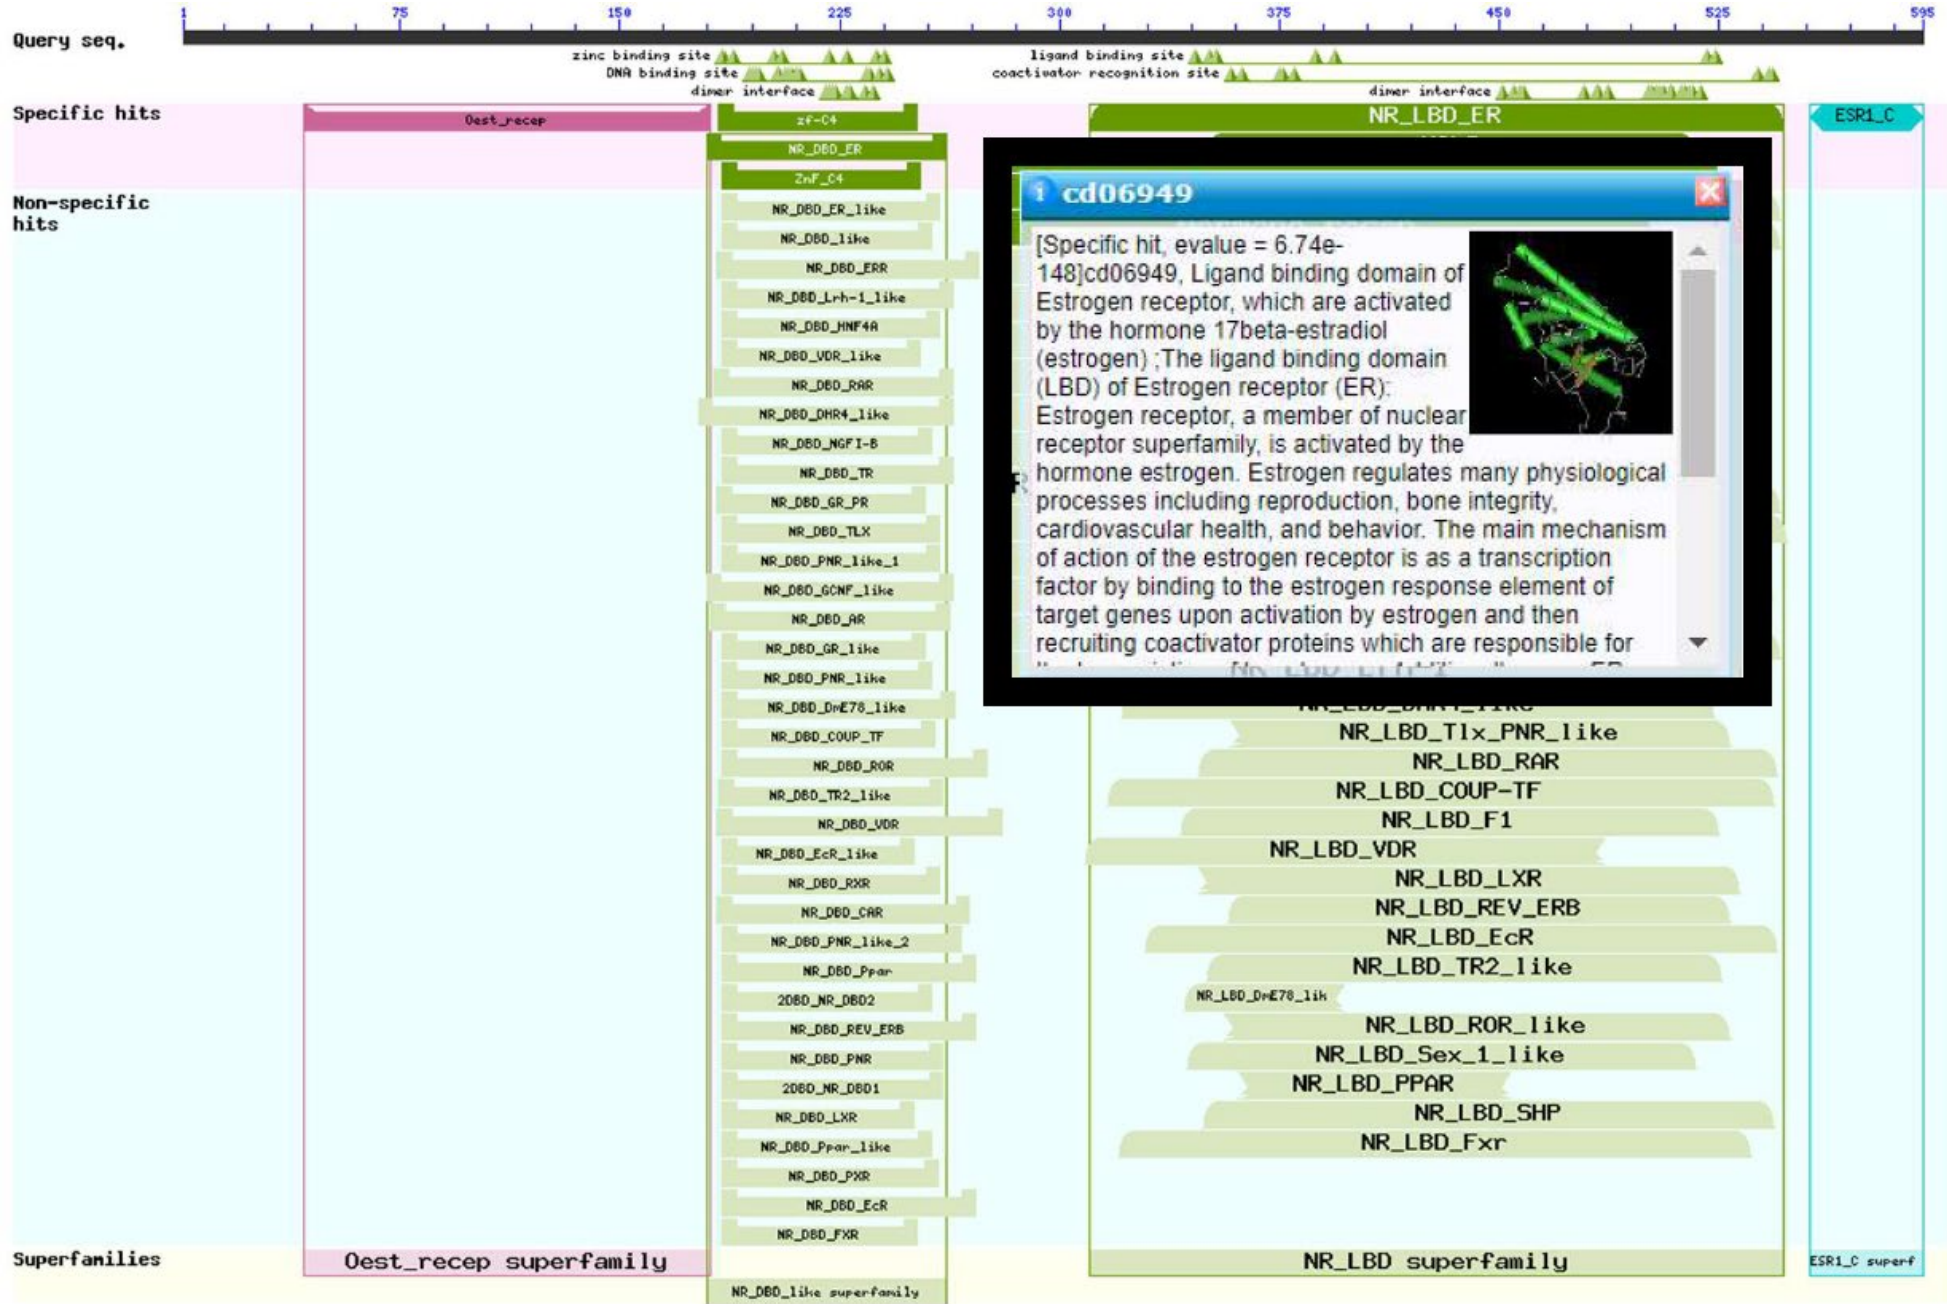 1 75 150 225 300 375 450 525 595
Query seq.
zinc binding site
ligand binding site
DNA binding site
coactivator recognition site
dimer interface
dimer interface
Specific hits
Oest_recep
zf-C4
NR_LBD_ER
ESR1_C
NR_DBD_ER
ZnF_C4
Non-specific
hits
NR_DBD_ER_like
NR_DBD_like
NR_DBD_ERR
NR_DBD_Lrh-1_like
NR_DBD_HNF4A
NR_DBD_VDR_like
NR_DBD_RAR
NR_DBD_DHR4_like
NR_DBD_NGFI-B
NR_DBD_TR
NR_DBD_GR_PR
NR_DBD_TLX
NR_DBD_PNR_like_1
NR_DBD_GCNF_like
NR_DBD_AR
NR_DBD_GR_like
NR_DBD_PNR_like
NR_DBD_DmE78_like
NR_DBD_COUP_TF
NR_DBD_ROR
NR_DBD_TR2_like
NR_DBD_VDR
NR_DBD_EcR_like
NR_DBD_RXR
NR_DBD_CAR
NR_DBD_PNR_like_2
NR_DBD_Ppar
2DBD_NR_DBD2
NR_DBD_REV_ERB
NR_DBD_PNR
2DBD_NR_DBD1
NR_DBD_LXR
NR_DBD_Ppar_like
NR_DBD_PXR
NR_DBD_EcR
NR_DBD_FXR
cd06949
[Specific hit, evalue = 6.74e-
148]cd06949, Ligand binding domain of
Estrogen receptor, which are activated
by the hormone 17beta-estradiol
(estrogen) ;The ligand binding domain
(LBD) of Estrogen receptor (ER):
Estrogen receptor, a member of nuclear
receptor superfamily, is activated by the
hormone estrogen. Estrogen regulates many physiological
processes including reproduction, bone integrity,
cardiovascular health, and behavior. The main mechanism
of action of the estrogen receptor is as a transcription
factor by binding to the estrogen response element of
target genes upon activation by estrogen and then
recruiting coactivator proteins which are responsible for
NR_LBD_Tlx_PNR_like
NR_LBD_RAR
NR_LBD_COUP-TF
NR_LBD_F1
NR_LBD_VDR
NR_LBD_LXR
NR_LBD_REV_ERB
NR_LBD_EcR
NR_LBD_TR2_like
NR_LBD_DmE78_lik
NR_LBD_ROR_like
NR_LBD_Sex_1_like
NR_LBD_PPAR
NR_LBD_SHP
NR_LBD_Fxr
Superfamilies
Oest_recep superfamily
NR_LBD superfamily
ESR1_C superf
NR_DBD_like superfamily